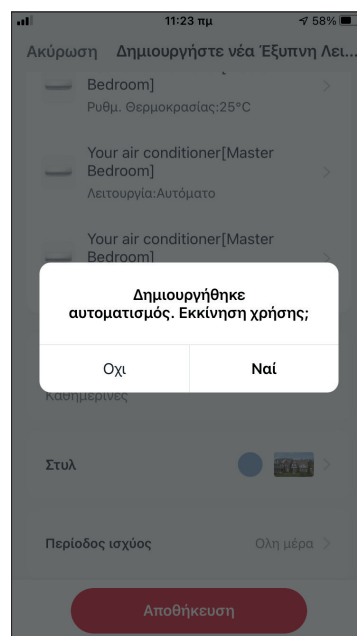 11:23 πμ
58%
Ακύρωση Δημιουργήστε νέα Έξυπνη Λει...
Bedroom]
Ρυθμ. Θερμοκρασίας:25°C
Your air conditioner[Master
Bedroom]
Λειτουργία:Αυτόματο
Your air conditioner[Master
Bedroom]
Δημιουργήθηκε
αυτοματισμός. Εκκίνηση χρήσης;
Οχι
Ναί
Καθημερινές
Στυλ
Περίοδος ισχύος
Ολη μέρα
Αποθήκευση